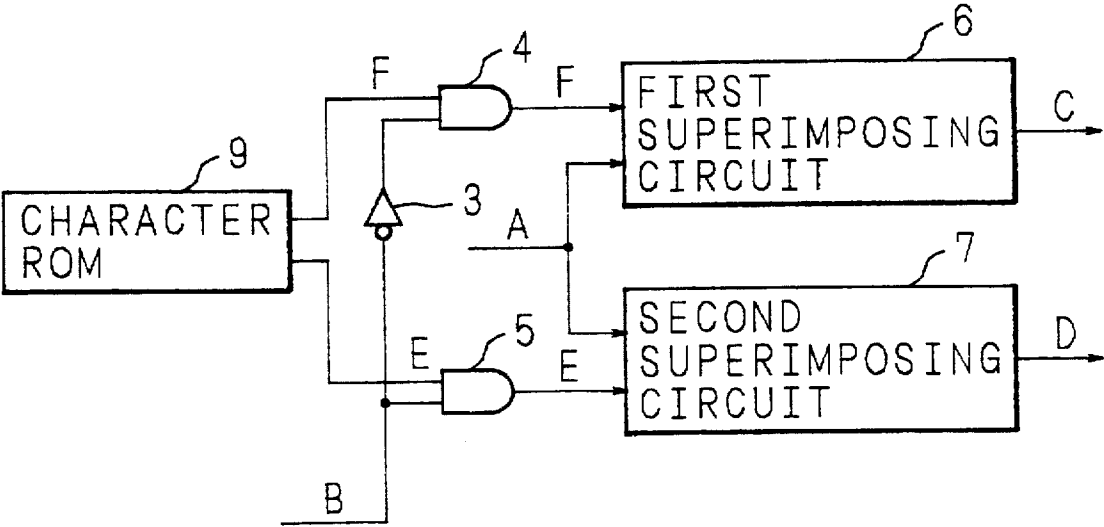 6
4
F
F
FIRST
SUPERIMPOSING
CIRCUIT
C
9
CHARACTER
ROM
3
A
7
SECOND
SUPERIMPOSING
CIRCUIT
D
5
E
E
B